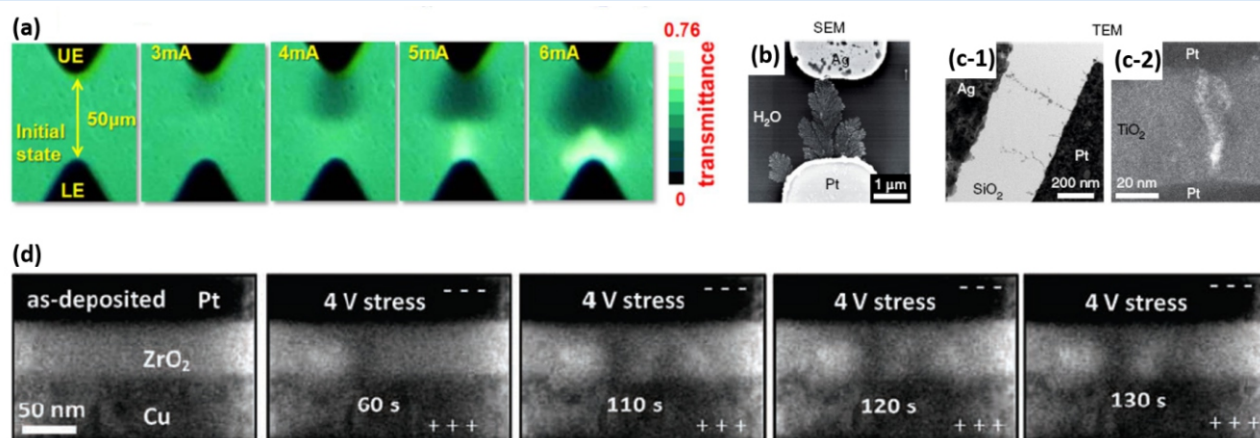 (a)
UE
Initial
state
50μm
LE
3mA
4mA
5mA
6mA
0.76
transmittance
0
SEM
(b)
Ag
H₂O
Pt
1 μm
TEM
(c-1)
Ag
SiO₂
Pt
200 nm
(c-2)
Pt
TiO₂
20 nm
Pt
(d)
as-deposited Pt
ZrO₂
50 nm
Cu
4 V stress
- - -
60 s
+ + +
4 V stress
- - -
110 s
+ + +
4 V stress
- - -
120 s
+ + +
4 V stress
- - -
130 s
+ + +